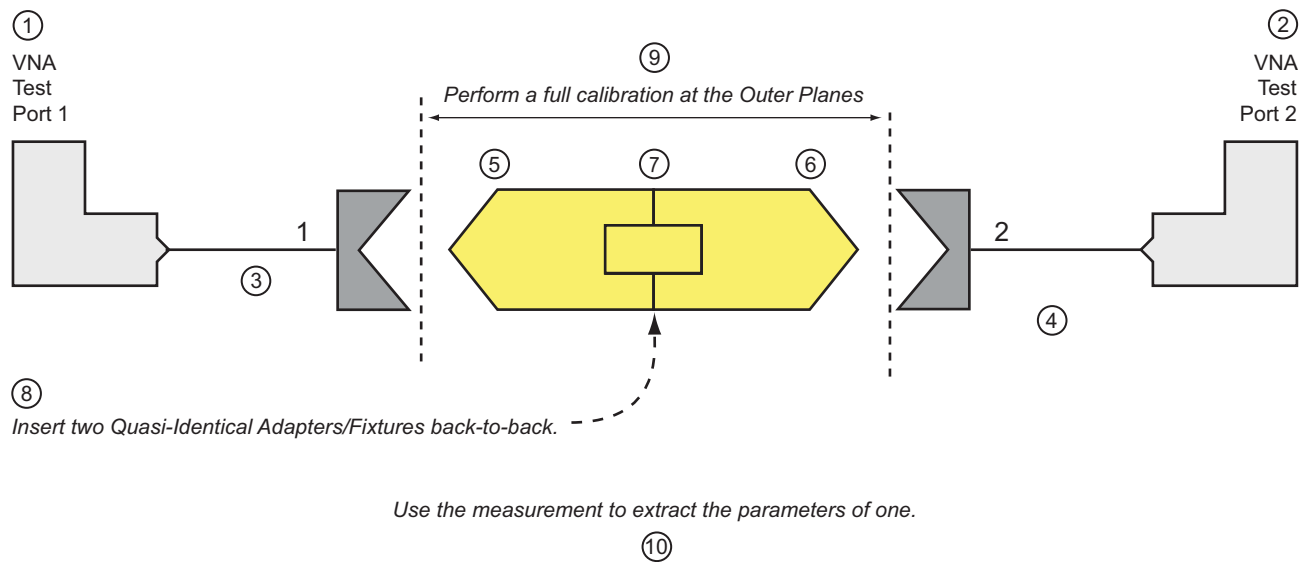 ①
VNA
Test
Port 1
②
VNA
Test
Port 2
⑨
Perform a full calibration at the Outer Planes
⑤
⑦
⑥
1
2
③
④
⑧
Insert two Quasi-Identical Adapters/Fixtures back-to-back.
Use the measurement to extract the parameters of one.
⑩